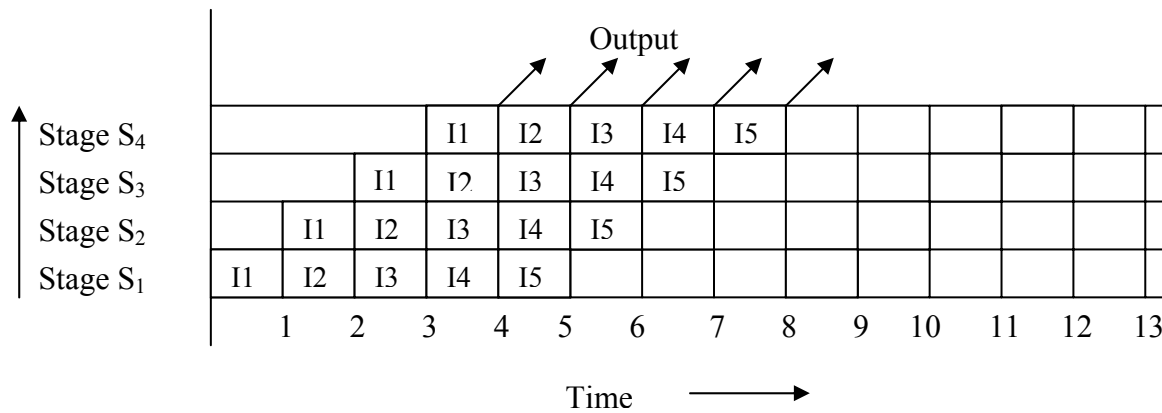 Output
Stage S₄ I1 I2 I3 I4 I5
Stage S₃ I1 I2 I3 I4 I5
Stage S₂ I1 I2 I3 I4 I5
Stage S₁ I1 I2 I3 I4 I5
1 2 3 4 5 6 7 8 9 10 11 12 13
Time